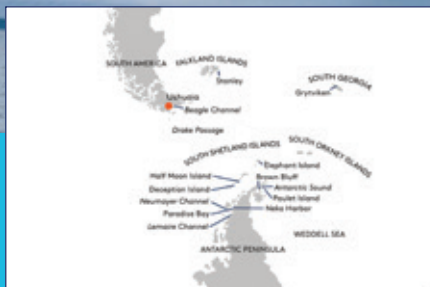 SOUTH AMERICA
FALKLAND ISLANDS
Stanley
SOUTH GEORGIA
Grytviken
Ushuaia
Beagle Channel
Drake Passage
SOUTH SHETLAND ISLANDS
SOUTH ORKNEY ISLANDS
Elephant Island
Half Moon Island
Brown Bluff
Deception Island
Antarctic Sound
Neumayer Channel
Paulet Island
Paradise Bay
Neko Harbor
Lemaire Channel
WEDDELL SEA
ANTARCTIC PENINSULA